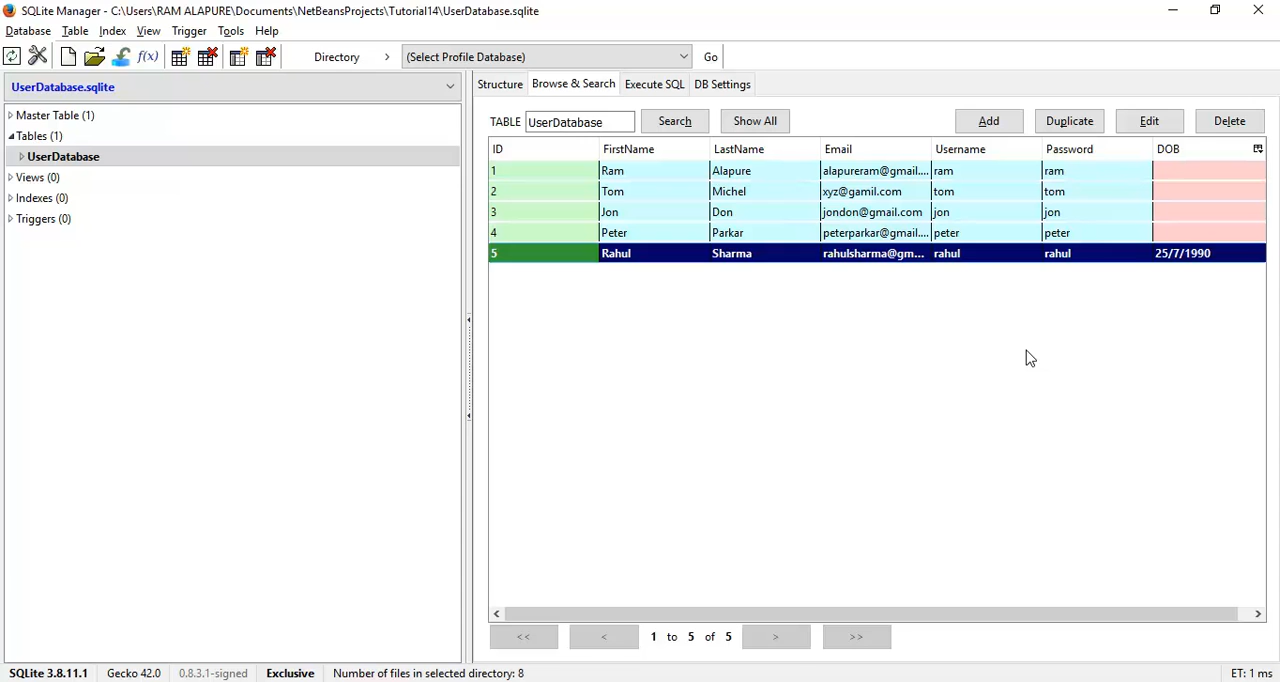 SQLite Manager - C:\Users\RAM ALAPURE\Documents\NetBeansProjects\Tutorial14\UserDatabase.sqlite
Database Table Index View Trigger Tools Help
f(x) Directory > (Select Profile Database) Go
UserDatabase.sqlite
Master Table (1)
Tables (1)
UserDatabase
Views (0)
Indexes (0)
Triggers (0)
Structure Browse & Search Execute SQL DB Settings
TABLE UserDatabase Search Show All Add Duplicate Edit Delete
ID FirstName LastName Email Username Password DOB
1 Ram Alapure alapureram@gmail.... ram ram
2 Tom Michel xyz@gamil.com tom tom
3 Jon Don jondon@gmail.com jon jon
4 Peter Parkar peterparkar@gmail.... peter peter
5 Rahul Sharma rahulsharma@gm... rahul rahul 25/7/1990
<< < 1 to 5 of 5 > >>
SQLite 3.8.11.1 Gecko 42.0 0.8.3.1-signed Exclusive Number of files in selected directory: 8 ET: 1 ms